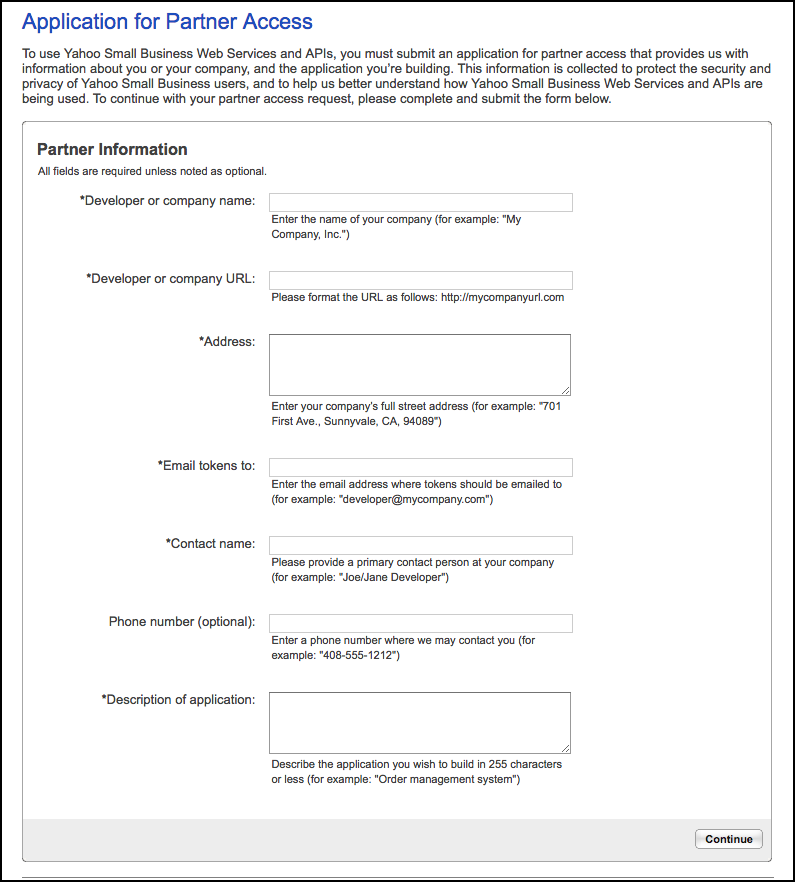 Application for Partner Access
To use Yahoo Small Business Web Services and APIs, you must submit an application for partner access that provides us with
information about you or your company, and the application you're building. This information is collected to protect the security and
privacy of Yahoo Small Business users, and to help us better understand how Yahoo Small Business Web Services and APIs are
being used. To continue with your partner access request, please complete and submit the form below.
Partner Information
All fields are required unless noted as optional.
*Developer or company name:
Enter the name of your company (for example: "My
Company, Inc.")
*Developer or company URL:
Please format the URL as follows: http://mycompanyurl.com
*Address:
Enter your company's full street address (for example: "701
First Ave., Sunnyvale, CA, 94089")
*Email tokens to:
Enter the email address where tokens should be emailed to
(for example: "developer@mycompany.com")
*Contact name:
Please provide a primary contact person at your company
(for example: "Joe/Jane Developer")
Phone number (optional):
Enter a phone number where we may contact you (for
example: "408-555-1212")
*Description of application:
Describe the application you wish to build in 255 characters
or less (for example: "Order management system")
Continue